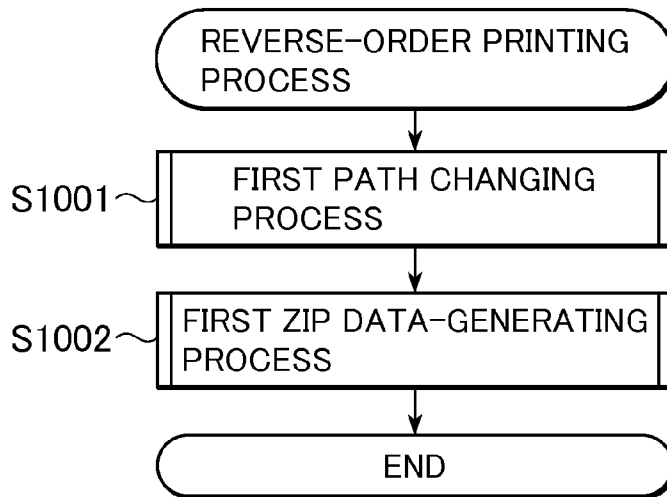 REVERSE-ORDER PRINTING
PROCESS
S1001
FIRST PATH CHANGING
PROCESS
S1002
FIRST ZIP DATA-GENERATING
PROCESS
END